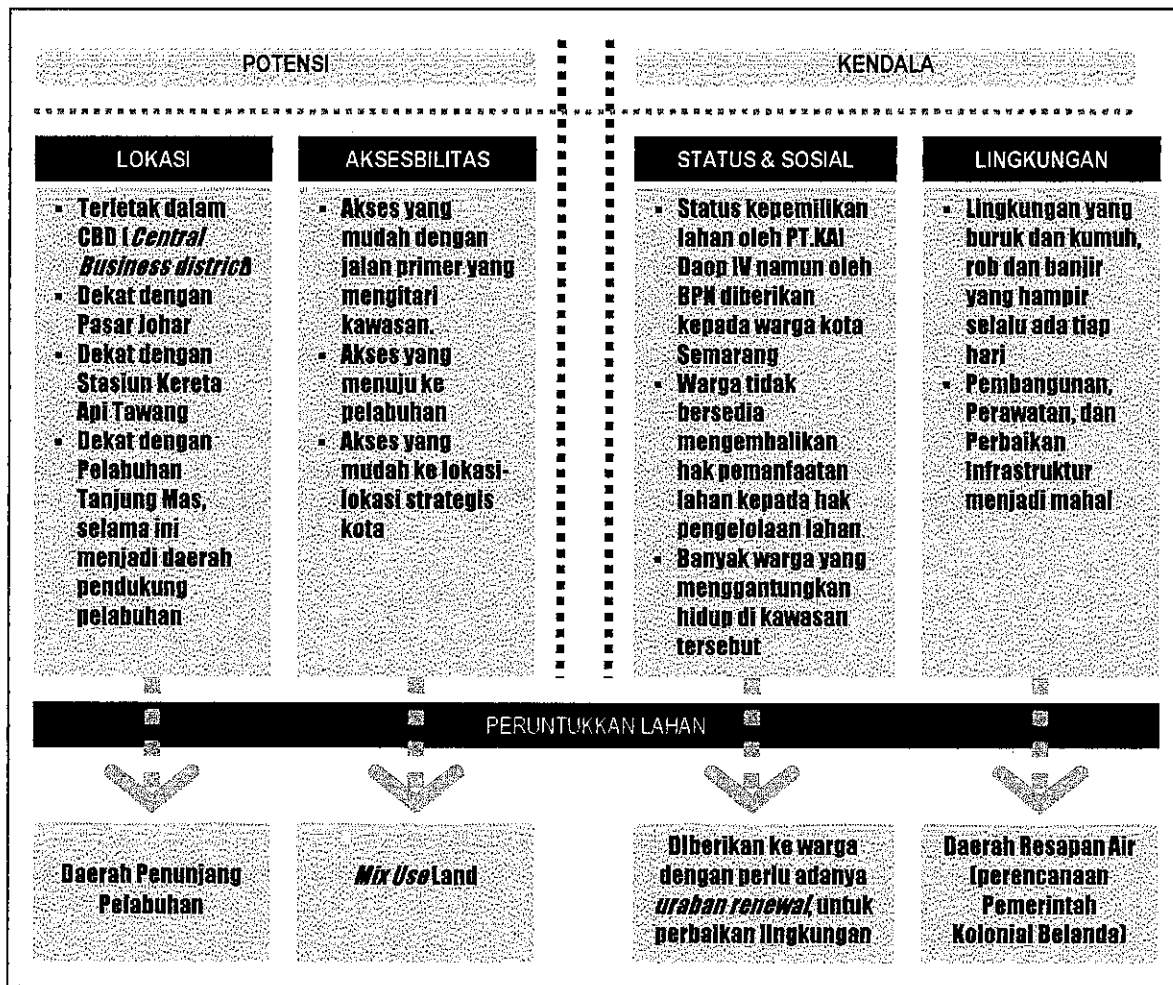 POTENSI
KENDALA
LOKASI
▪ Terletak dalam
CBD (Central
Business district)
▪ Dekat dengan
Pasar Johar
▪ Dekat dengan
Stasiun Kereta
Api Tawang
▪ Dekat dengan
Pelabuhan
Tanjung Mas,
selama ini
menjadi daerah
pendukung
pelabuhan
AKSESBILITAS
▪ Akses yang
mudah dengan
jalan primer yang
mengitari
kawasan.
▪ Akses yang
menuju ke
pelabuhan
▪ Akses yang
mudah ke lokasi-
lokasi strategis
kota
STATUS & SOSIAL
▪ Status kepemilikan
lahan oleh PT.KAI
Daop IV namun oleh
BPN diberikan
kepada warga kota
Semarang
▪ Warga tidak
bersedia
mengembalikan
hak pemanfaatan
lahan kepada hak
pengelolaan lahan
▪ Banyak warga yang
menggantungkan
hidup di kawasan
tersebut
LINGKUNGAN
▪ Lingkungan yang
buruk dan kumuh,
rob dan banjir
yang hampir
selalu ada tiap
hari
▪ Pembangunan,
Perawatan, dan
Perbaikan
Infrastruktur
menjadi mahal
PERUNTUKKAN LAHAN
Daerah Penunjang
Pelabuhan
Mix Use Land
Diberikan ke warga
dengan perlu adanya
uraban renewal, untuk
perbaikan lingkungan
Daerah Resapan Air
(perencanaan
Pemerintah
Kolonial Belanda)